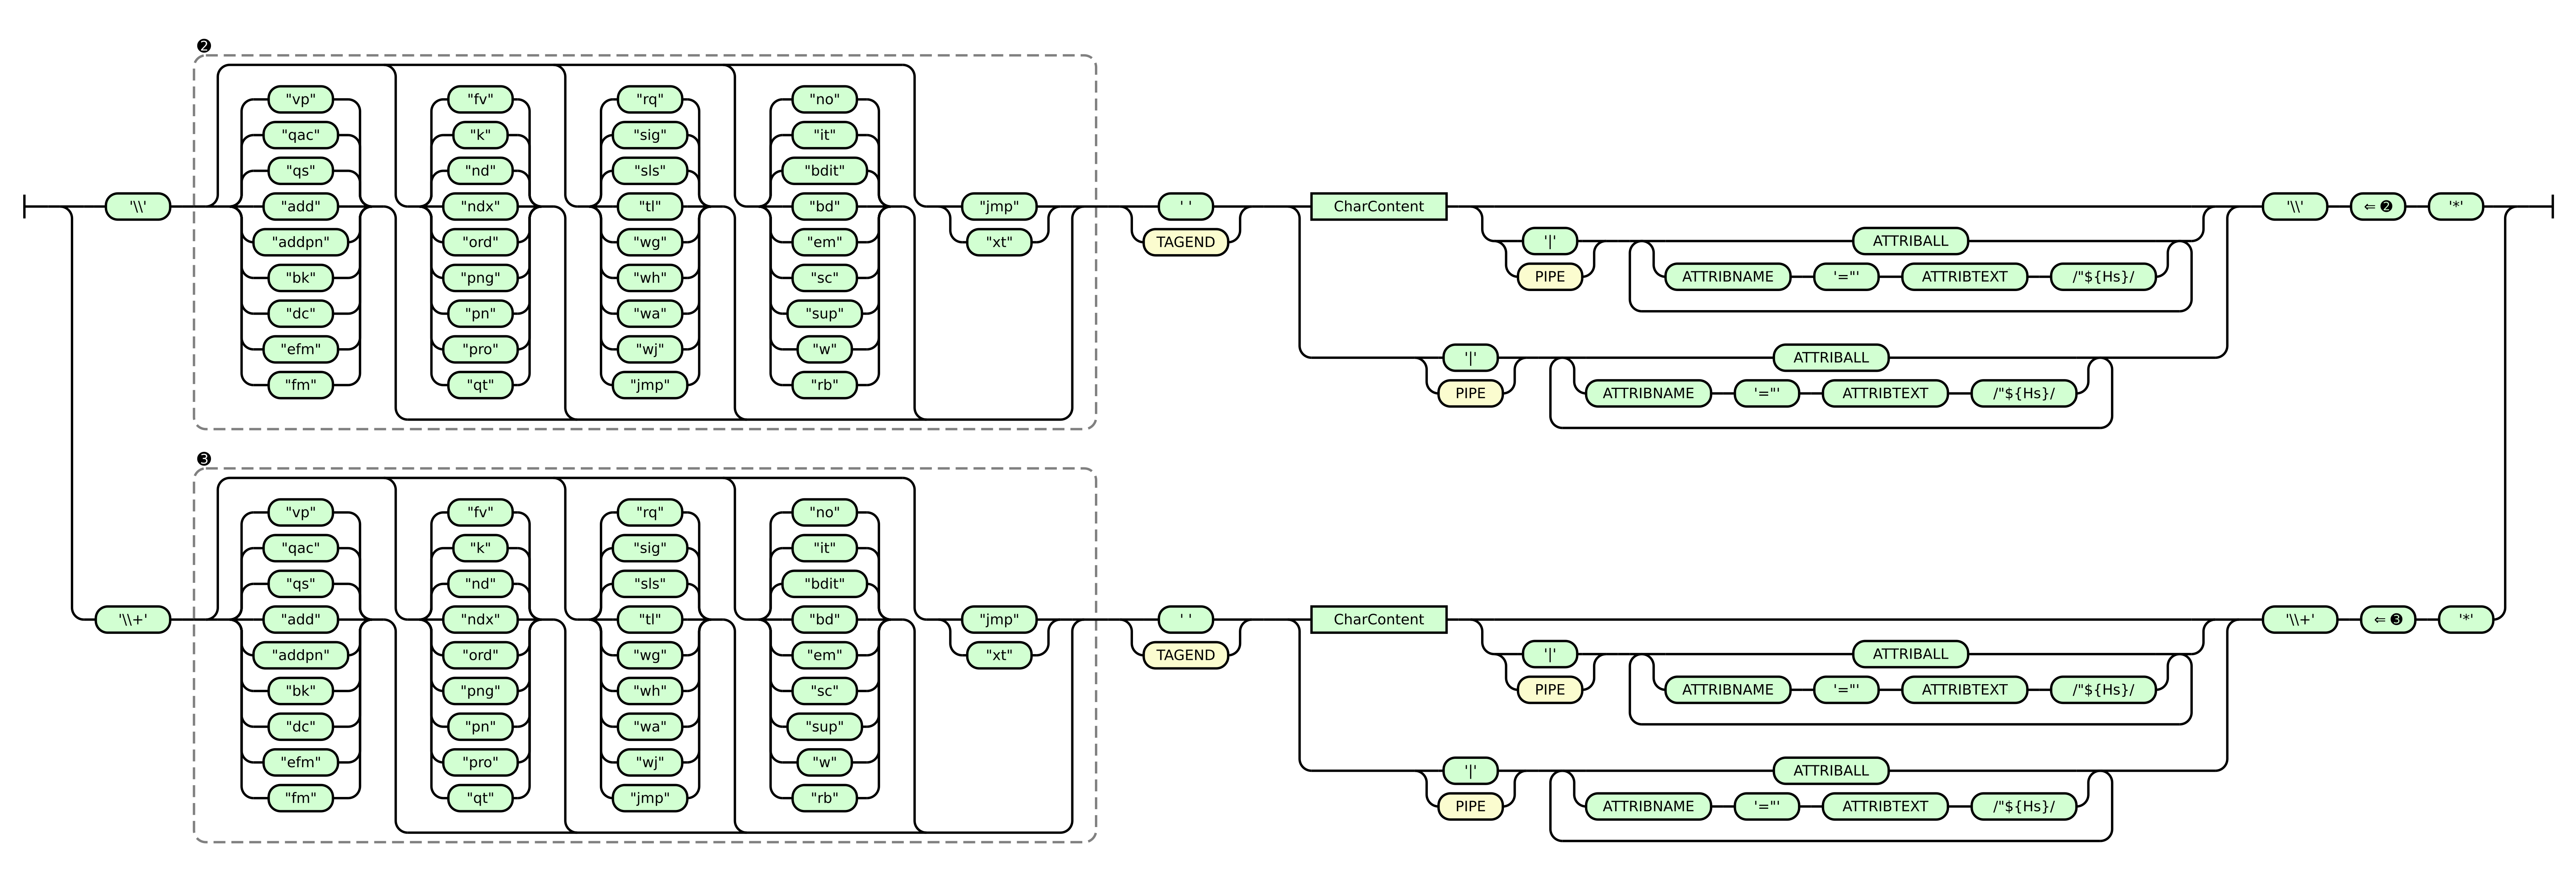 ❷
"vp" "fv" "rq" "no"
"qac" "k" "sig" "it"
"qs" "nd" "sls" "bdit"
'\\' "add" "ndx" "tl" "bd" "jmp" ' ' CharContent '\\' ⇐ ❷ '*'
"addpn" "ord" "wg" "em" "xt" TAGEND '|' ATTRIBALL
"bk" "png" "wh" "sc" PIPE ATTRIBNAME '="' ATTRIBTEXT /"${Hs}/
"dc" "pn" "wa" "sup"
"efm" "pro" "wj" "w" '|' ATTRIBALL
"fm" "qt" "jmp" "rb" PIPE ATTRIBNAME '="' ATTRIBTEXT /"${Hs}/
❸
"vp" "fv" "rq" "no"
"qac" "k" "sig" "it"
"qs" "nd" "sls" "bdit"
'\\+' "add" "ndx" "tl" "bd" "jmp" ' ' CharContent '\\+' ⇐ ❸ '*'
"addpn" "ord" "wg" "em" "xt" TAGEND '|' ATTRIBALL
"bk" "png" "wh" "sc" PIPE ATTRIBNAME '="' ATTRIBTEXT /"${Hs}/
"dc" "pn" "wa" "sup"
"efm" "pro" "wj" "w" '|' ATTRIBALL
"fm" "qt" "jmp" "rb" PIPE ATTRIBNAME '="' ATTRIBTEXT /"${Hs}/